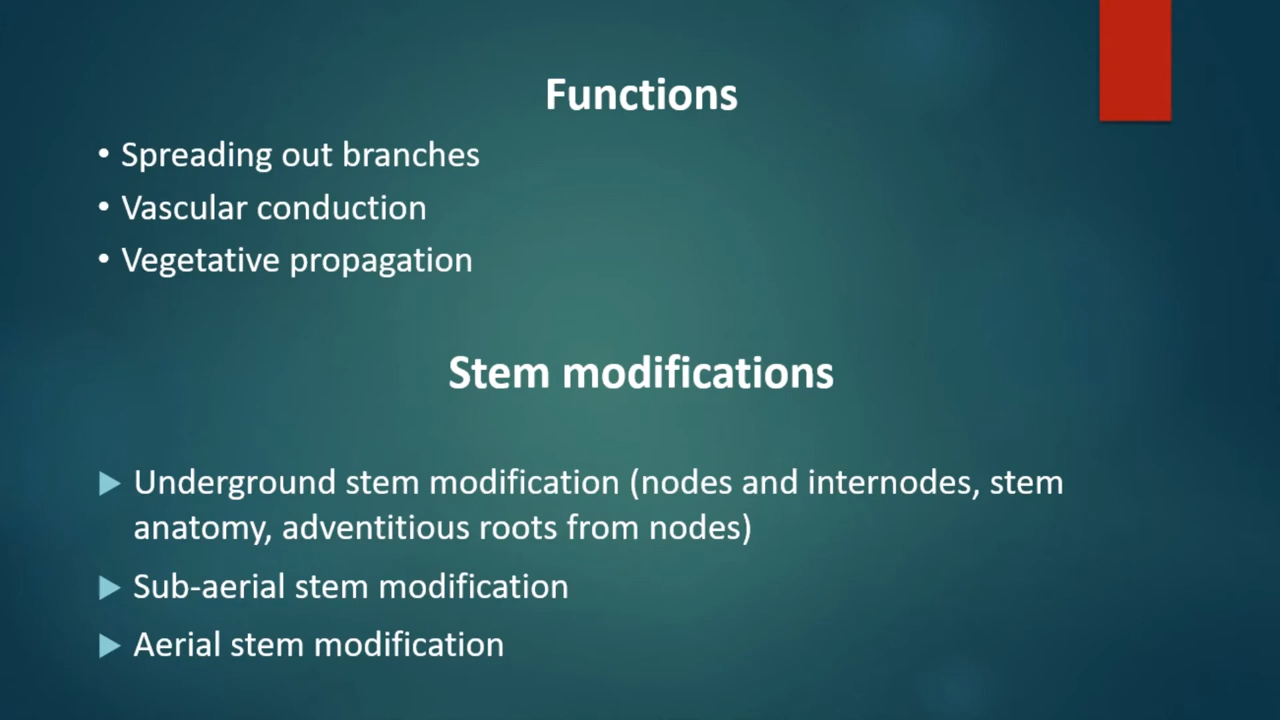 Functions
• Spreading out branches
• Vascular conduction
• Vegetative propagation
Stem modifications
▶ Underground stem modification (nodes and internodes, stem
anatomy, adventitious roots from nodes)
▶ Sub-aerial stem modification
▶ Aerial stem modification